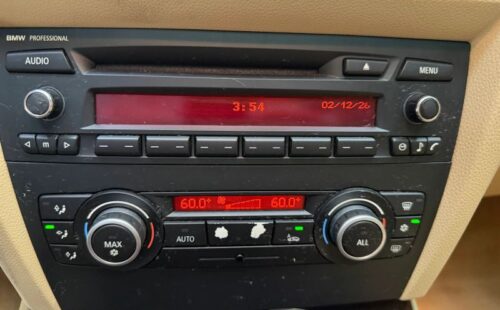 BMW PROFESSIONAL
AUDIO
MENU
3:54 02/12/26
m
60.0° 60.0°
MAX
AUTO
ALL